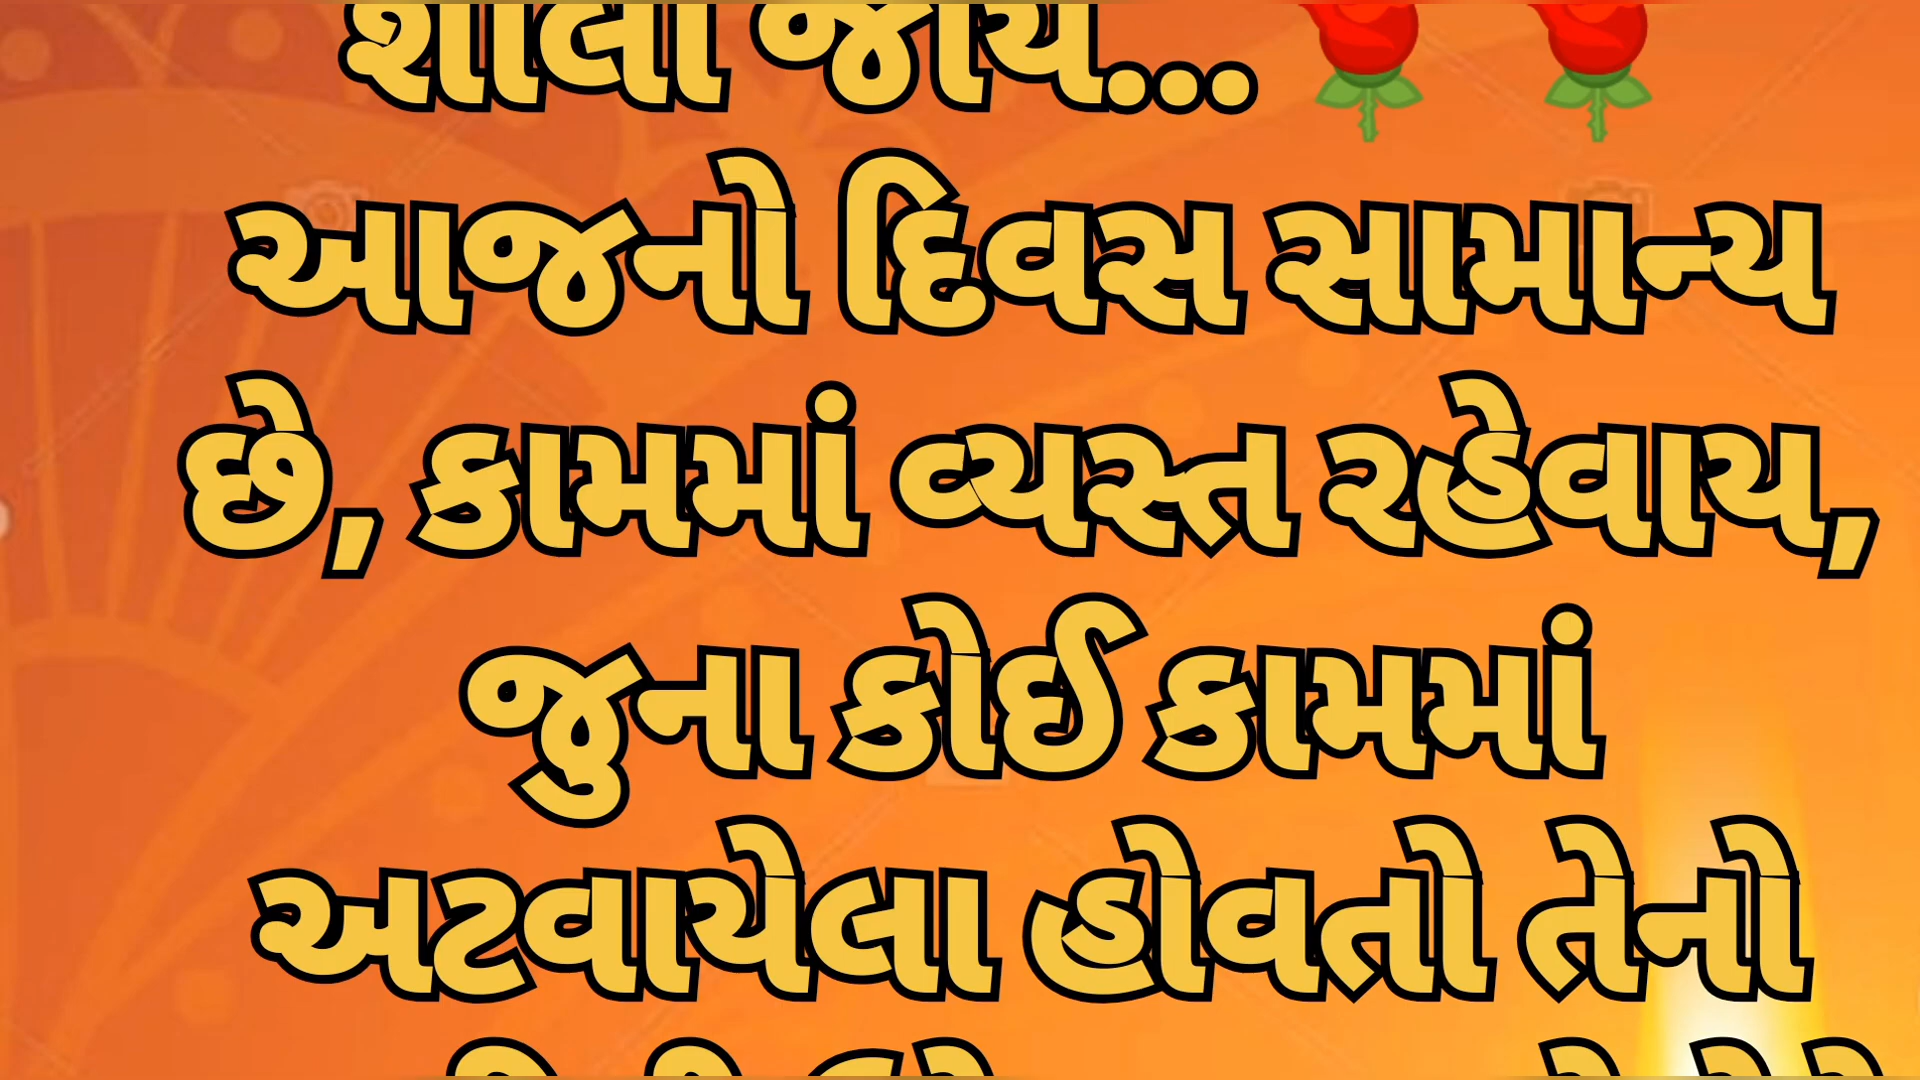 જાય...
આજનો દિવસ સામાન્ય
છે, કામમાં વ્યસ્ત રહેવાય,
જુના કોઈ કામમાં
અટવાયેલા હોવતો તેનો